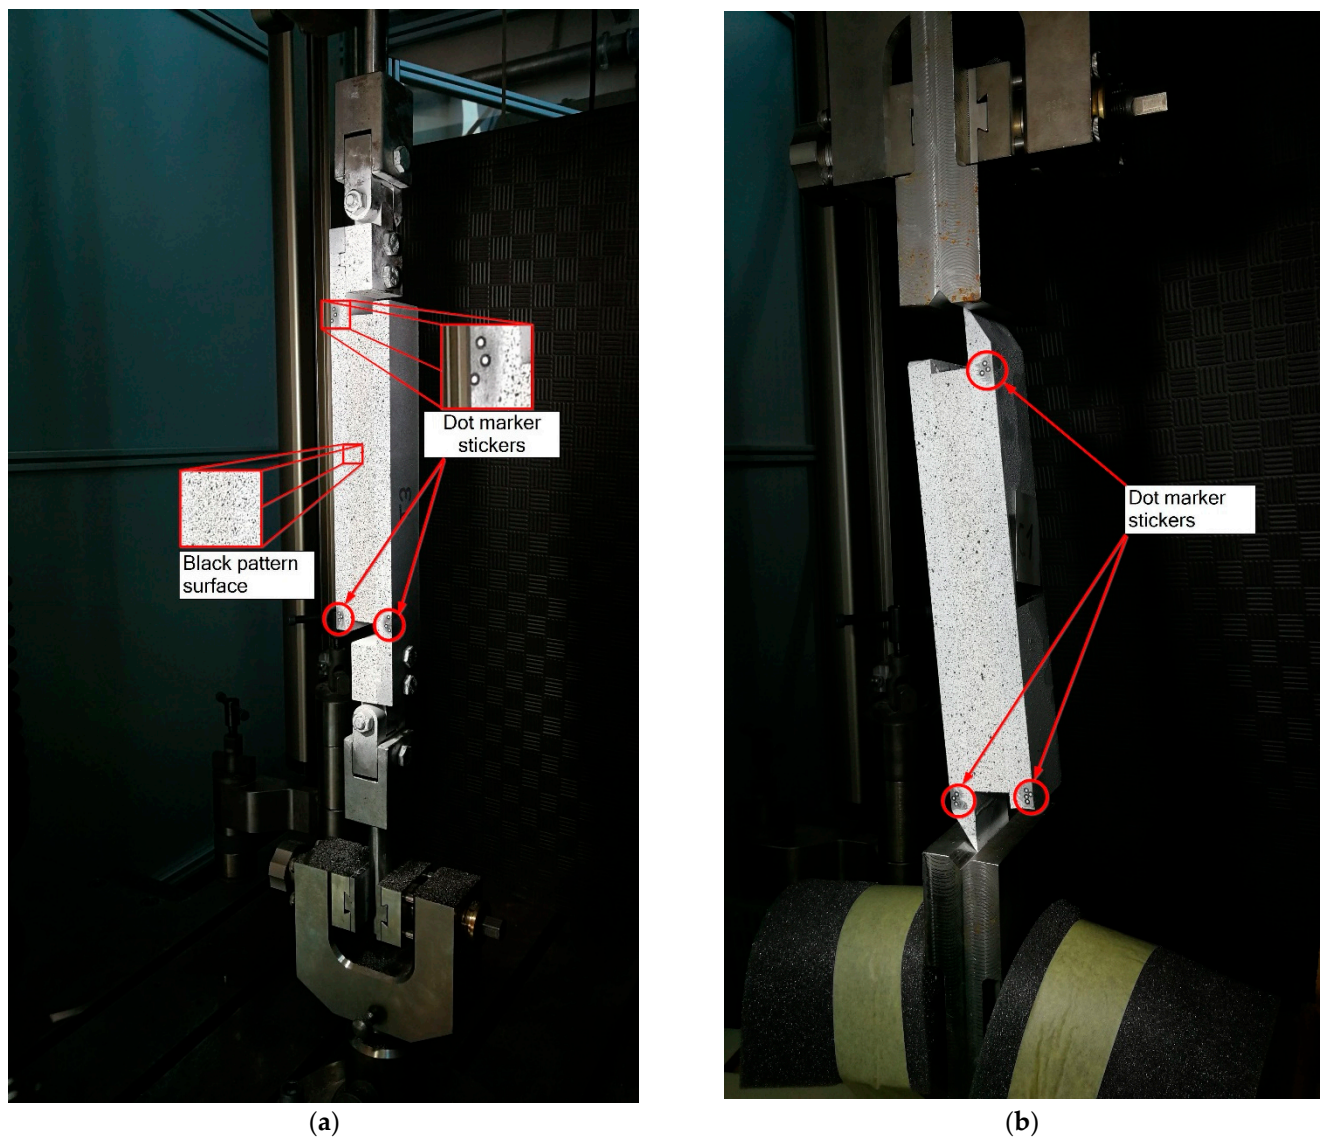 Dot marker
stickers
Black pattern
surface
Dot marker
stickers
(a)
(b)